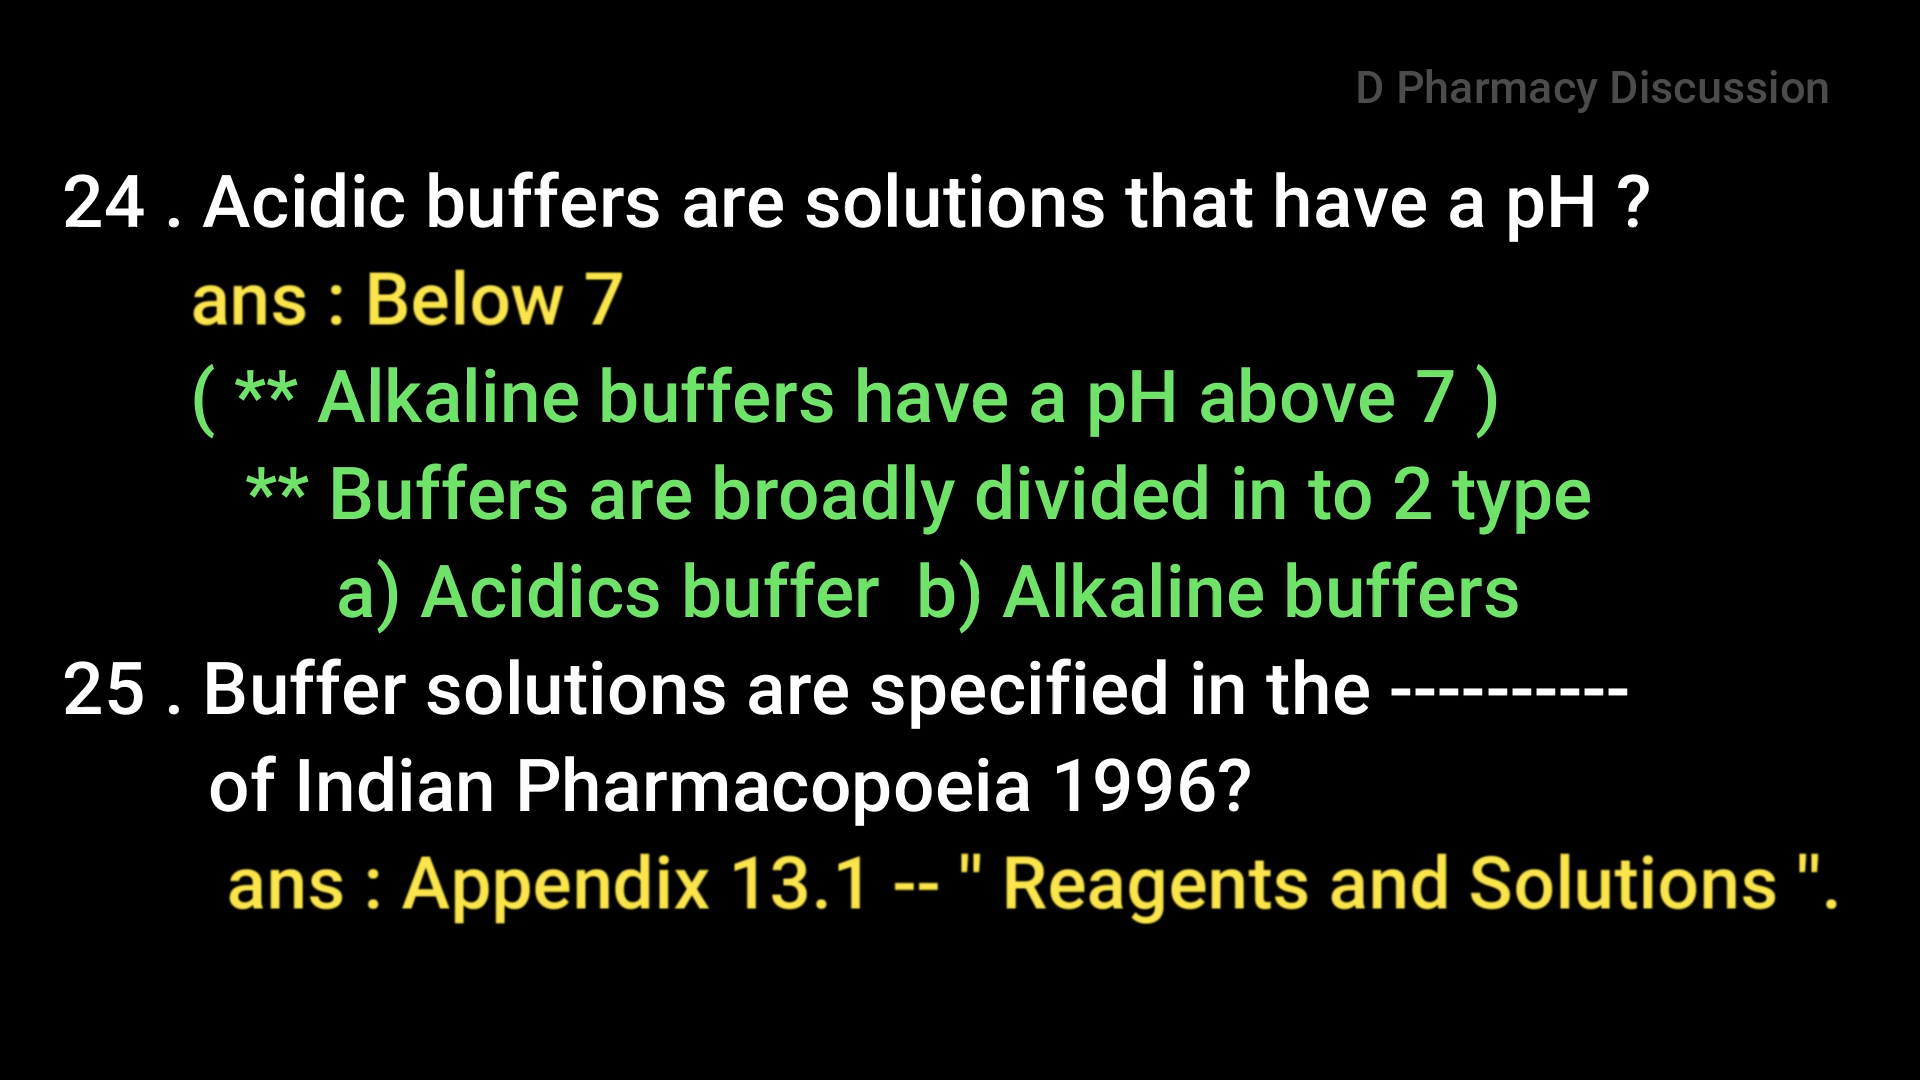 D Pharmacy Discussion
24 . Acidic buffers are solutions that have a pH ?
ans : Below 7
( ** Alkaline buffers have a pH above 7 )
** Buffers are broadly divided in to 2 type
a) Acidics buffer  b) Alkaline buffers
25 . Buffer solutions are specified in the ----------
of Indian Pharmacopoeia 1996?
ans : Appendix 13.1 -- " Reagents and Solutions ".